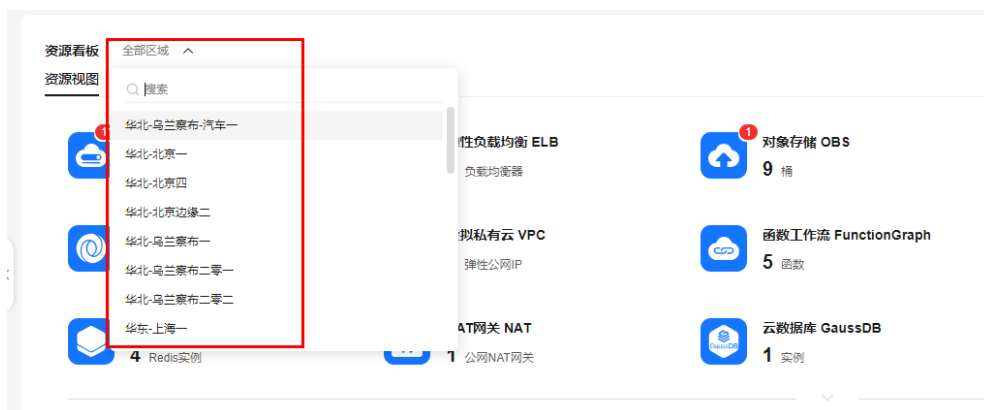 资源看板 全部区域
资源视图
搜索
华北-乌兰察布-汽车一
华北-北京一
华北-北京四
华北-北京边缘二
华北-乌兰察布一
华北-乌兰察布二零一
华北-乌兰察布二零二
华东-上海一
1
性负载均衡 ELB
负载均衡器
1
对象存储 OBS
9 桶
拟私有云 VPC
弹性公网IP
函数工作流 FunctionGraph
5 函数
4 Redis实例
AT网关 NAT
1 公网NAT网关
GaussDB
云数据库 GaussDB
1 实例